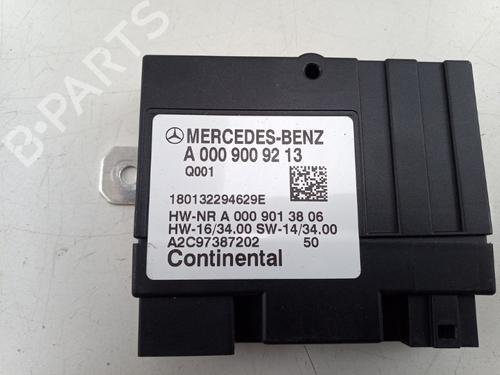 MERCEDES-BENZ
A 000 900 92 13
Q001
180132294629E
HW-NR A 000 901 38 06
HW-16/34.00 SW-14/34.00
A2C97387202 50
Continental
B-PARTS